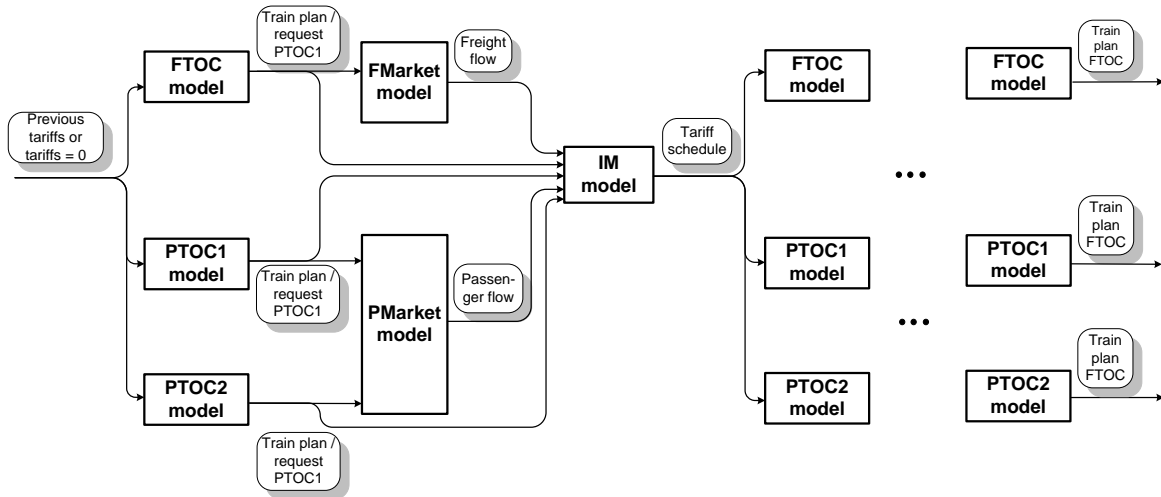 Previous
tariffs or
tariffs = 0
FTOC
model
Train plan /
request
PTOC1
FMarket
model
Freight
flow
PTOC1
model
Train plan /
request
PTOC1
PMarket
model
Passen-
ger flow
PTOC2
model
Train plan /
request
PTOC1
IM
model
Tariff
schedule
FTOC
model
...
FTOC
model
Train
plan
FTOC
PTOC1
model
PTOC1
model
Train
plan
FTOC
...
PTOC2
model
PTOC2
model
Train
plan
FTOC